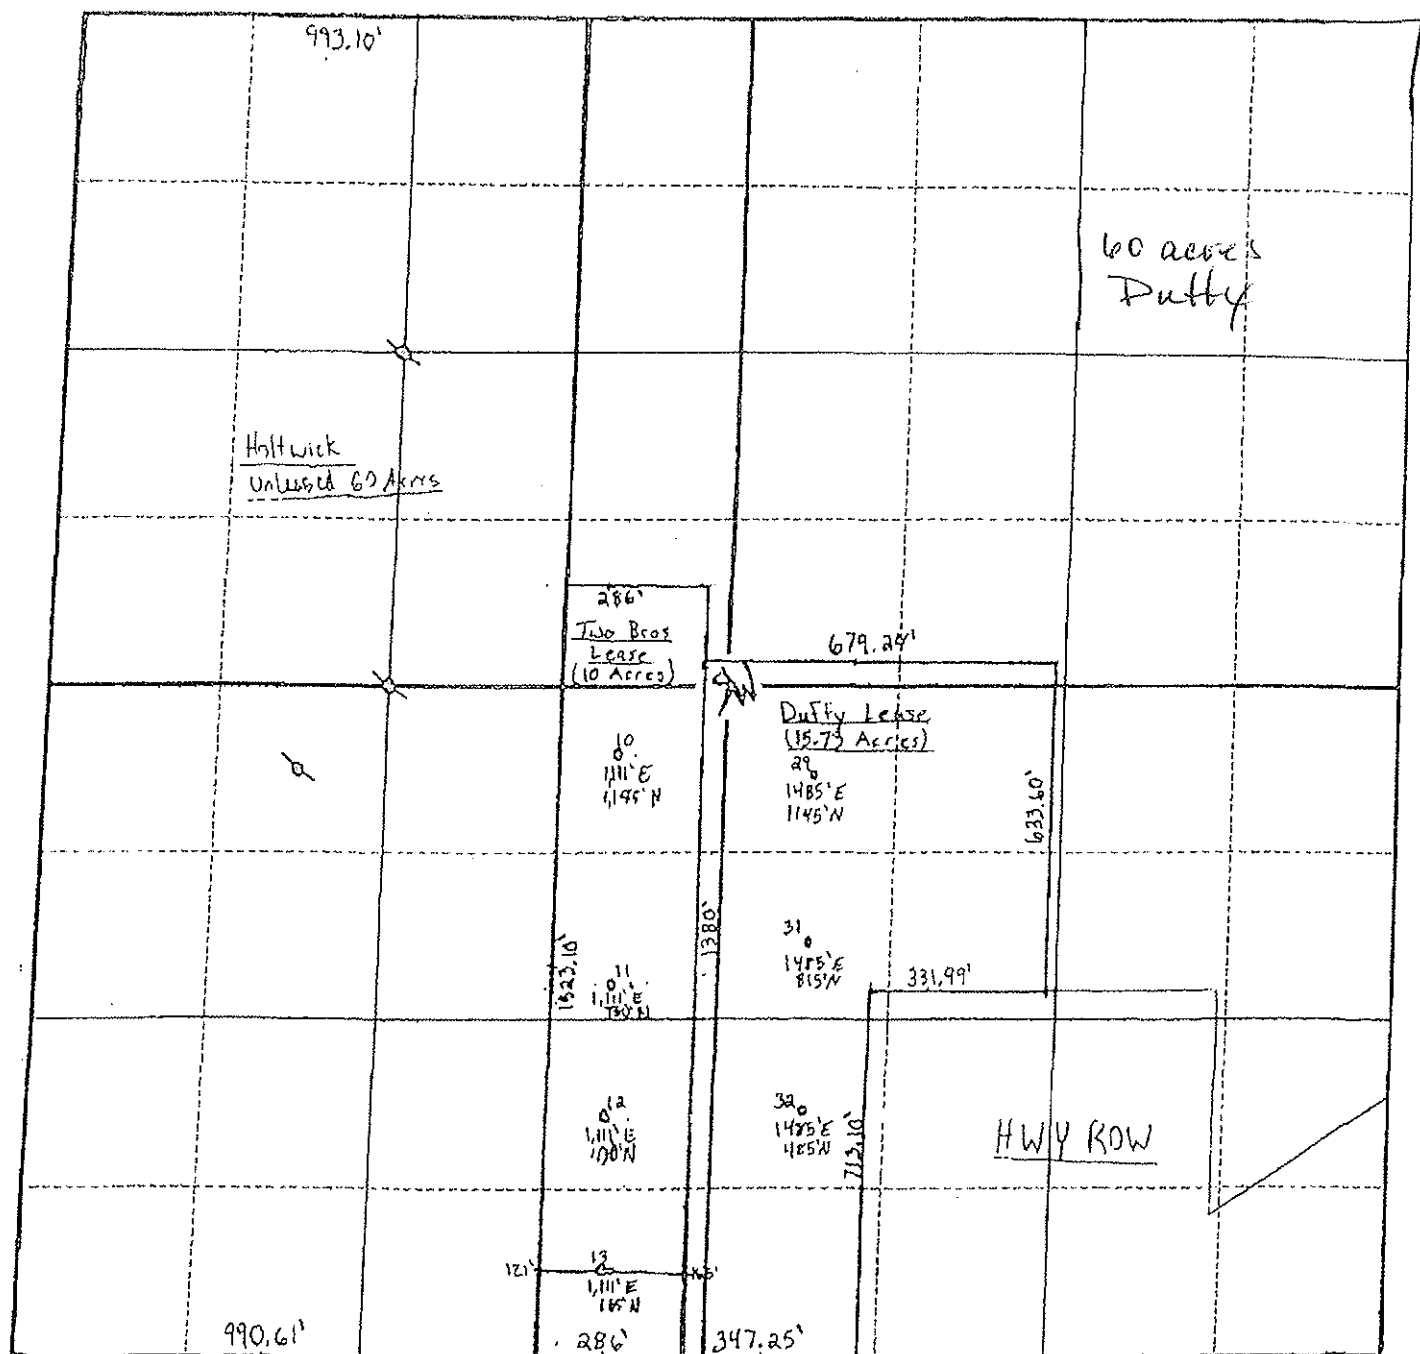 993.10'
60 acres
Duffy
Holtwick
Unleased 60 Acres
286'
Two Bros
Lease
(10 Acres)
679.24'
Duffy Lease
(15.73 Acres)
10
1,111' E
1,145' N
29
1485' E
1145' N
633.60'
1523.10'
1380'
11
1,111' E
31
1485' E
815' N
331.99'
12
1,111' E
32
1485' E
485' N
713.10'
HWY ROW
121'
13
165'
1,111' E
165' N
990.61'
286'
347.25'